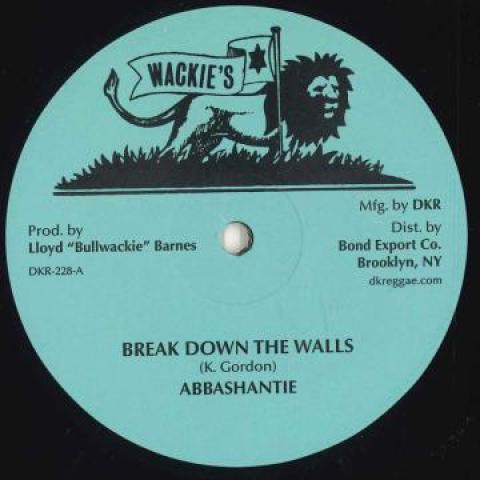 WACKIE'S
Prod. by
Lloyd "Bullwackie" Barnes
DKR-228-A
Mfg. by DKR
Dist. by
Bond Export Co.
Brooklyn, NY
dkreggae.com
BREAK DOWN THE WALLS
(K. Gordon)
ABBASHANTIE